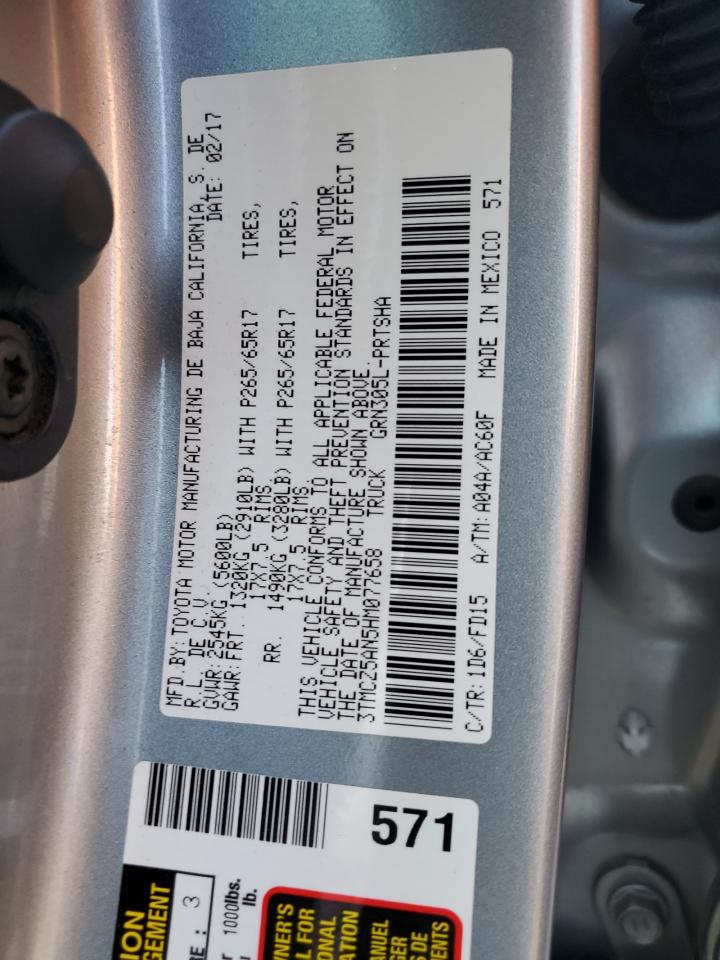 MFD.BY:TOYOTA MOTOR MANUFACTURING DE BAJA CALIFORNIA, S. DE
R.L. DE C.V. DATE: 02/17
GVWR:2545KG (5600LB)
GAWR:FRT. 1320KG (2910LB) WITH P265/65R17 TIRES,
17X7.5 RIMS
RR. 1490KG (3280LB) WITH P265/65R17 TIRES,
17X7.5 RIMS
THIS VEHICLE CONFORMS TO ALL APPLICABLE FEDERAL MOTOR
VEHICLE SAFETY AND THEFT PREVENTION STANDARDS IN EFFECT ON
THE DATE OF MANUFACTURE SHOWN ABOVE.
3TMCZ5AN5HM077658 TRUCK GRN305L-PRTSHA
C/TR:1D6/FD15 A/TM:A04A/AC60F MADE IN MEXICO 571
571
1000lbs.
lb.
3